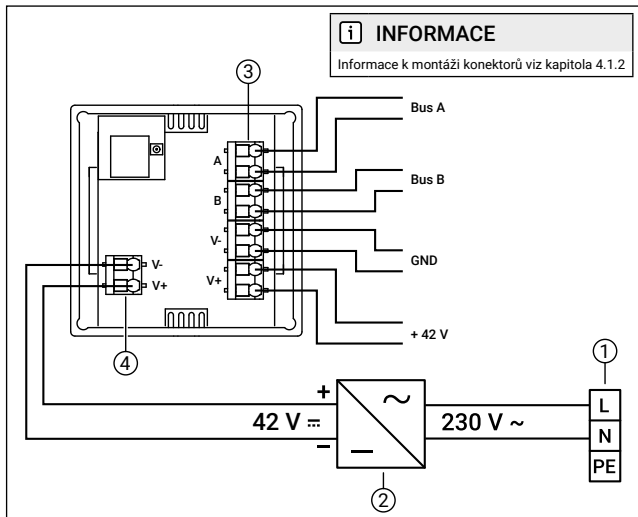 i INFORMACE
Informace k montáži konektorů viz kapitola 4.1.2
3
Bus A
A
Bus B
B
V-
GND
V+
+ 42 V
V-
V+
4
1
+
42 V ⎓
−
~
—
230 V ~
L
N
PE
2